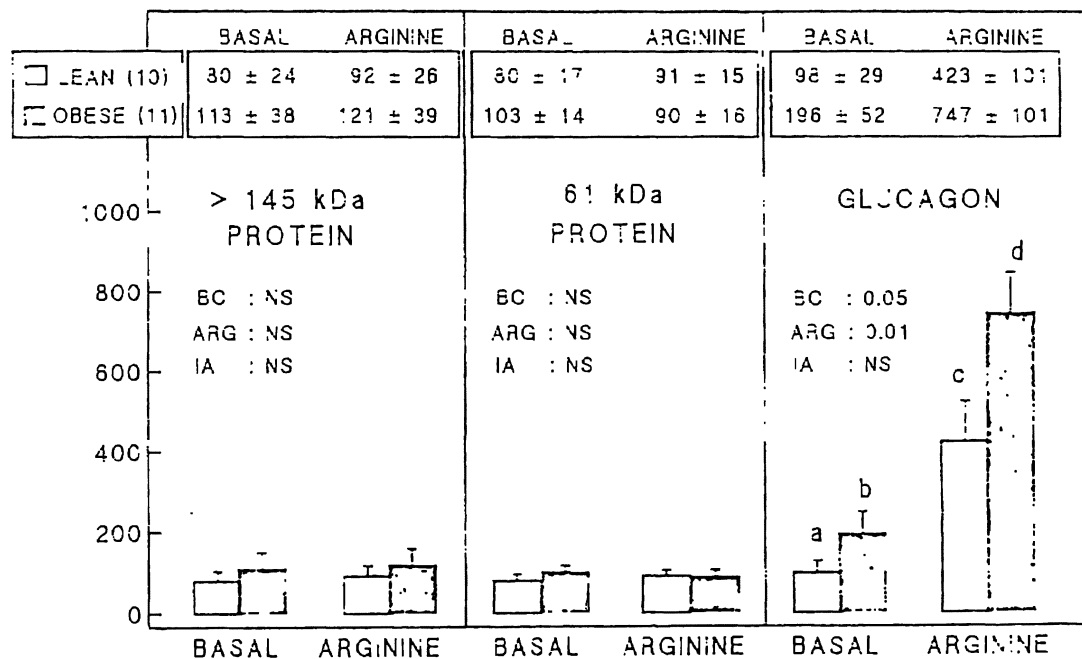 BASAL ARGININE BASAL ARGININE BASAL ARGININE
LEAN (10) 80 ± 24 92 ± 26 80 ± 17 91 ± 15 98 ± 29 423 ± 101
OBESE (11) 113 ± 38 121 ± 39 103 ± 14 90 ± 16 196 ± 52 747 ± 101
> 145 kDa 61 kDa GLUCAGON
1000
PROTEIN PROTEIN
d
800 BC : NS BC : NS BC : 0.05
ARG : NS ARG : NS ARG : 0.01
600 IA : NS IA : NS IA : NS
c
400
b
200
a
0
BASAL ARGININE BASAL ARGININE BASAL ARGININE